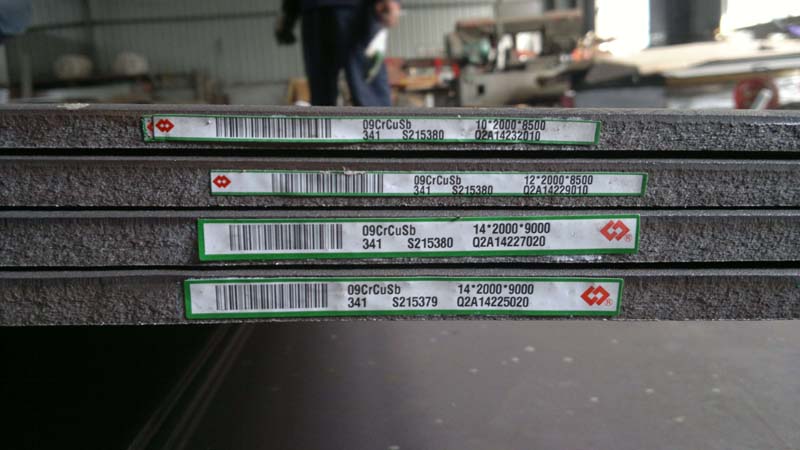 09CrCuSb 10*2000*8500
341 S215380 Q2A14232010
09CrCuSb 12*2000*8500
341 S215380 Q2A14229010
09CrCuSb 14*2000*9000
341 S215380 Q2A14227020
®
09CrCuSb 14*2000*9000
341 S215379 Q2A14225020
®